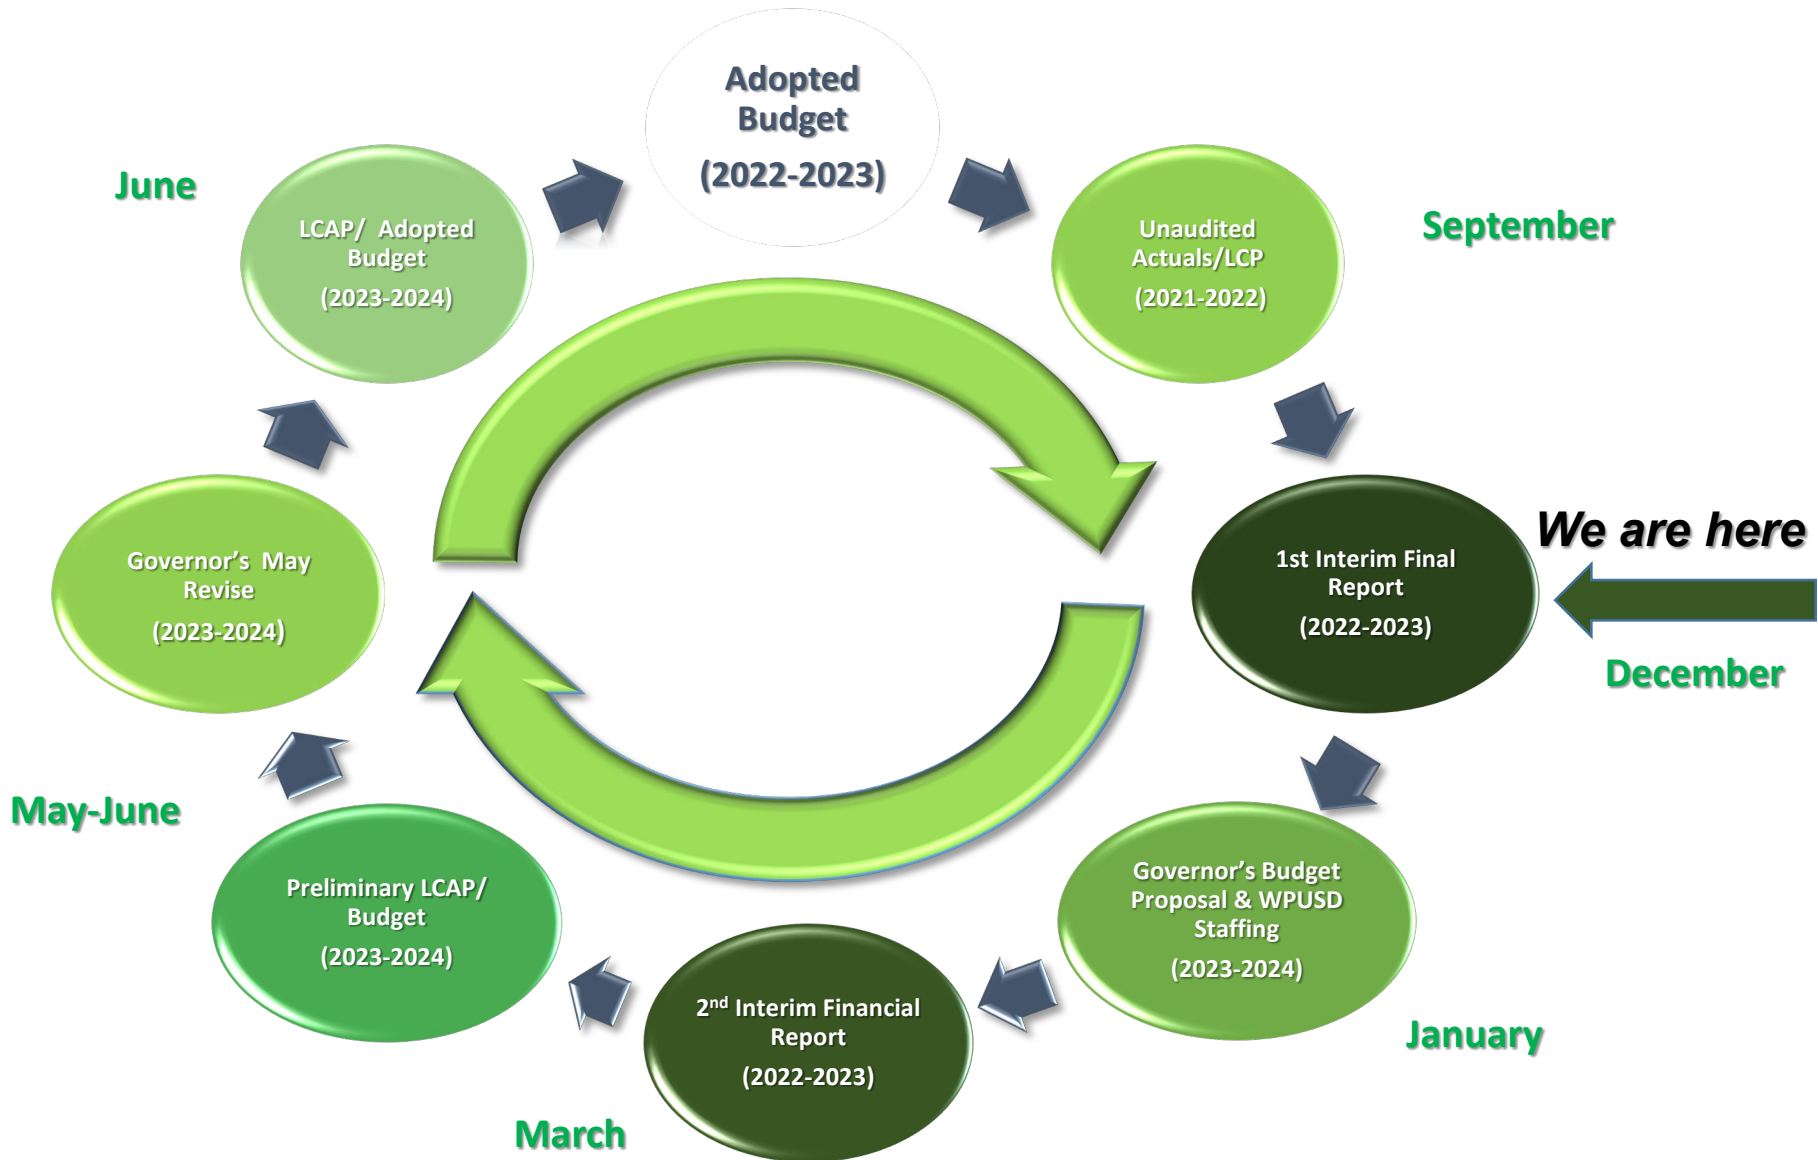 Adopted
Budget
(2022-2023)
June
LCAP/ Adopted
Budget
(2023-2024)
Unaudited
Actuals/LCP
(2021-2022)
September
Governor's May
Revise
(2023-2024)
1st Interim Final
Report
(2022-2023)
We are here
December
May-June
Preliminary LCAP/
Budget
(2023-2024)
Governor's Budget
Proposal & WPUSD
Staffing
(2023-2024)
2nd Interim Financial
Report
(2022-2023)
January
March